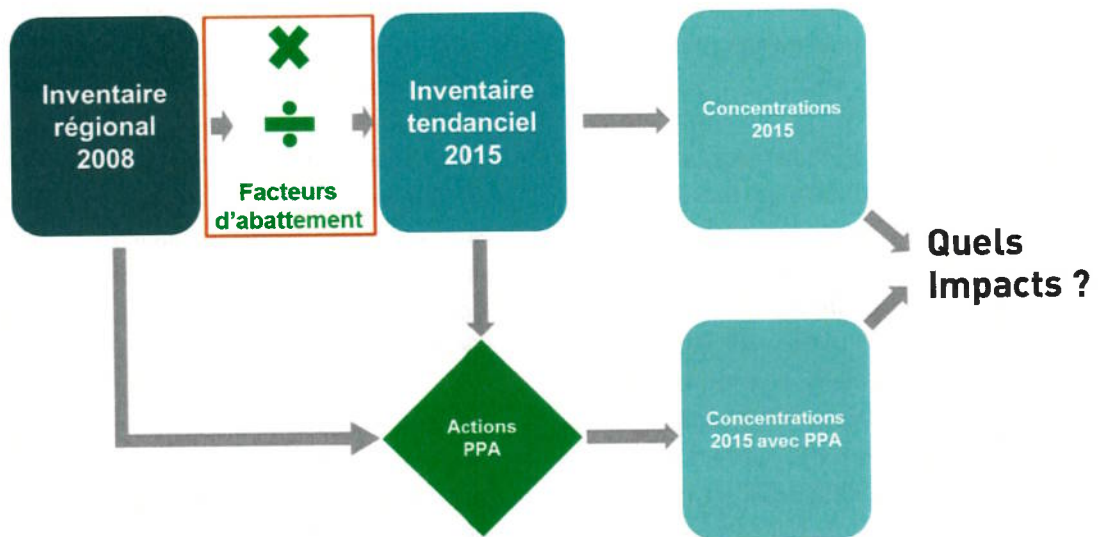 Inventaire
régional
2008
×
÷
Facteurs
d'abattement
Inventaire
tendanciel
2015
Concentrations
2015
Quels
Impacts ?
Actions
PPA
Concentrations
2015 avec PPA